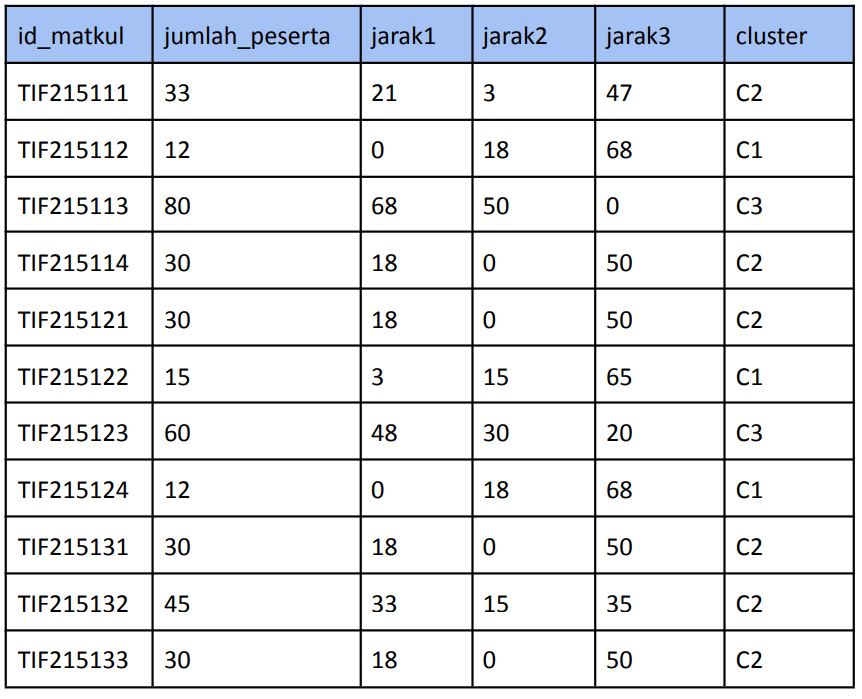 id_matkul jumlah_peserta jarak1 jarak2 jarak3 cluster
TIF215111 33 21 3 47 C2
TIF215112 12 0 18 68 C1
TIF215113 80 68 50 0 C3
TIF215114 30 18 0 50 C2
TIF215121 30 18 0 50 C2
TIF215122 15 3 15 65 C1
TIF215123 60 48 30 20 C3
TIF215124 12 0 18 68 C1
TIF215131 30 18 0 50 C2
TIF215132 45 33 15 35 C2
TIF215133 30 18 0 50 C2